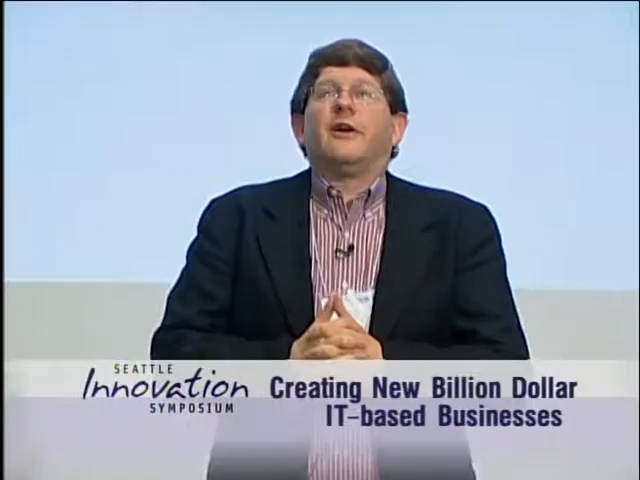 SEATTLE
Innovation
SYMPOSIUM
Creating New Billion Dollar
IT-based Businesses